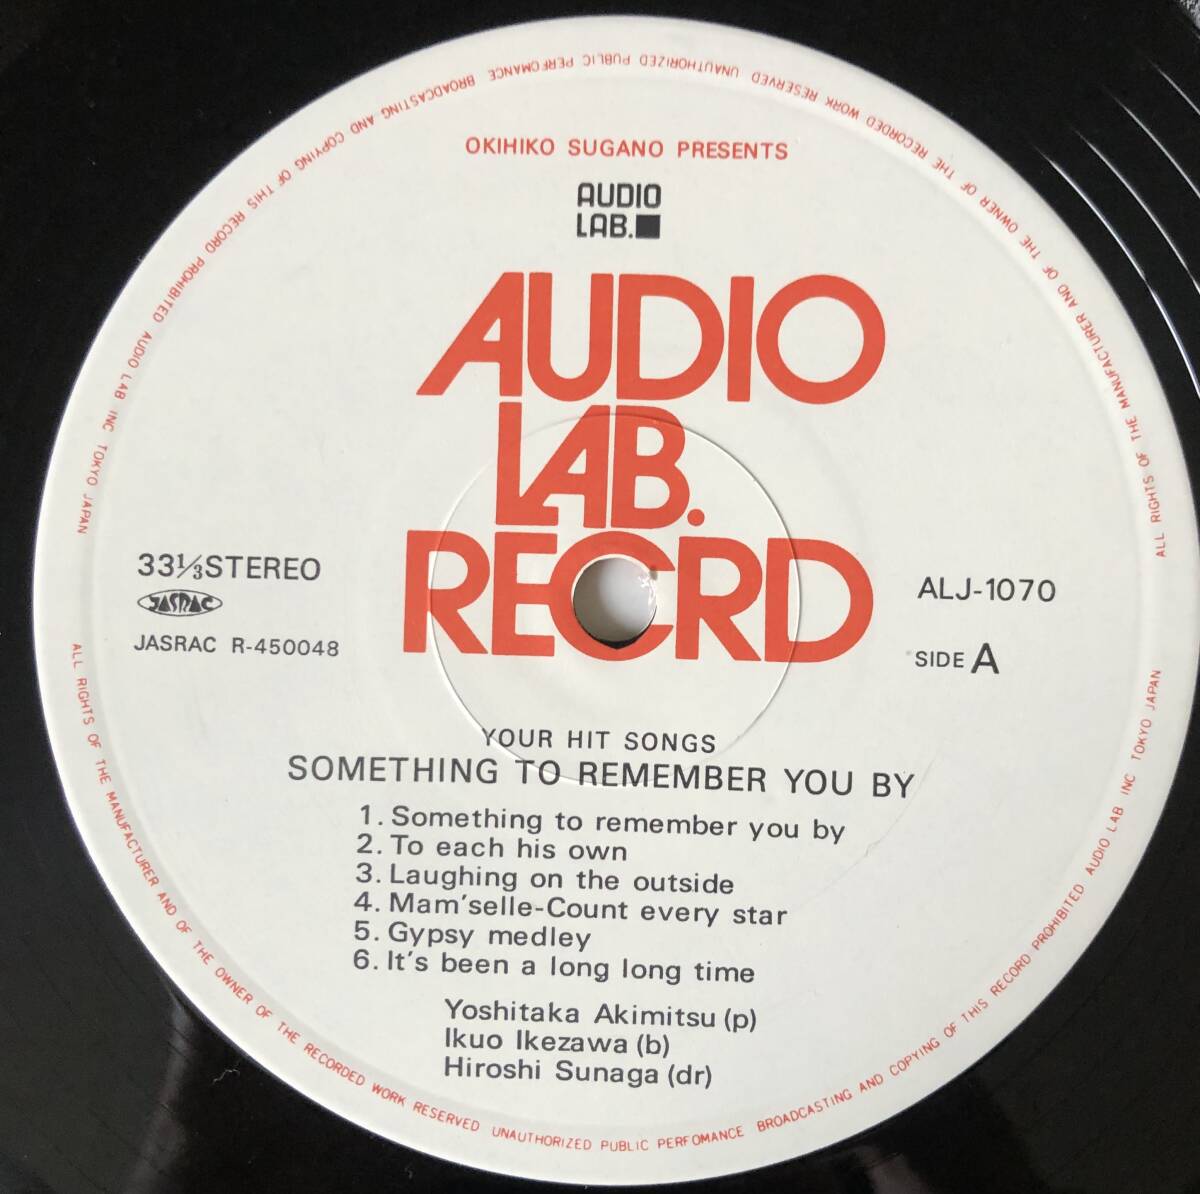 OKIHIKO SUGANO PRESENTS
AUDIO
LAB.
AUDIO
LAB.
RECORD
33⅓STEREO
JASRAC
JASRAC R-450048
ALJ-1070
SIDE A
YOUR HIT SONGS
SOMETHING TO REMEMBER YOU BY
1. Something to remember you by
2. To each his own
3. Laughing on the outside
4. Mam'selle-Count every star
5. Gypsy medley
6. It's been a long long time
Yoshitaka Akimitsu (p)
Ikuo Ikezawa (b)
Hiroshi Sunaga (dr)
ALL RIGHTS OF THE MANUFACTURER AND OF THE OWNER OF THE RECORDED WORK RESERVED UNAUTHORIZED PUBLIC PERFOMANCE BROADCASTING AND COPYING OF THIS RECORD PROHIBITED AUDIO LAB INC TOKYO JAPAN
ALL RIGHTS OF THE MANUFACTURER AND OF THE OWNER OF THE RECORDED WORK RESERVED UNAUTHORIZED PUBLIC PERFOMANCE BROADCASTING AND COPYING OF THIS RECORD PROHIBITED AUDIO LAB INC TOKYO JAPAN